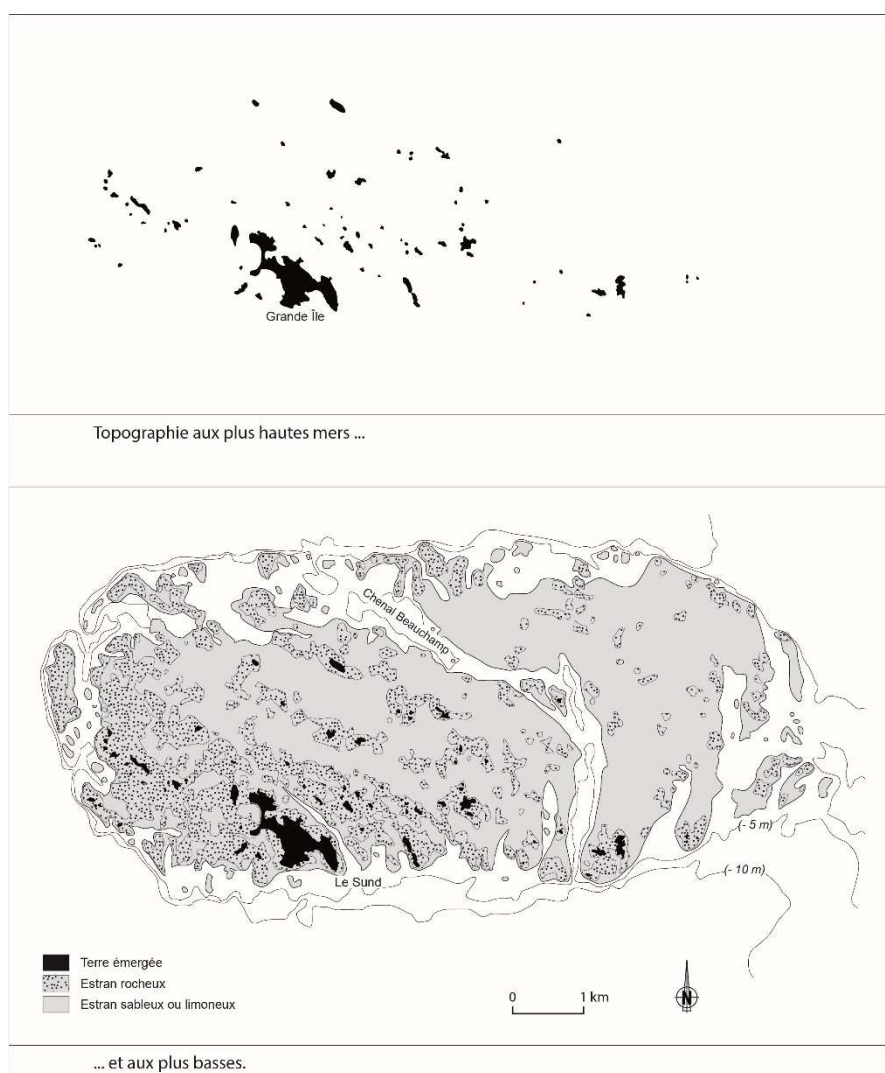 Grande Île
Topographie aux plus hautes mers ...
Chenal Beauchamp
(- 5 m)
(- 10 m)
Le Sund
Terre émergée
Estran rocheux
Estran sableux ou limoneux
0 1 km
N
... et aux plus basses.